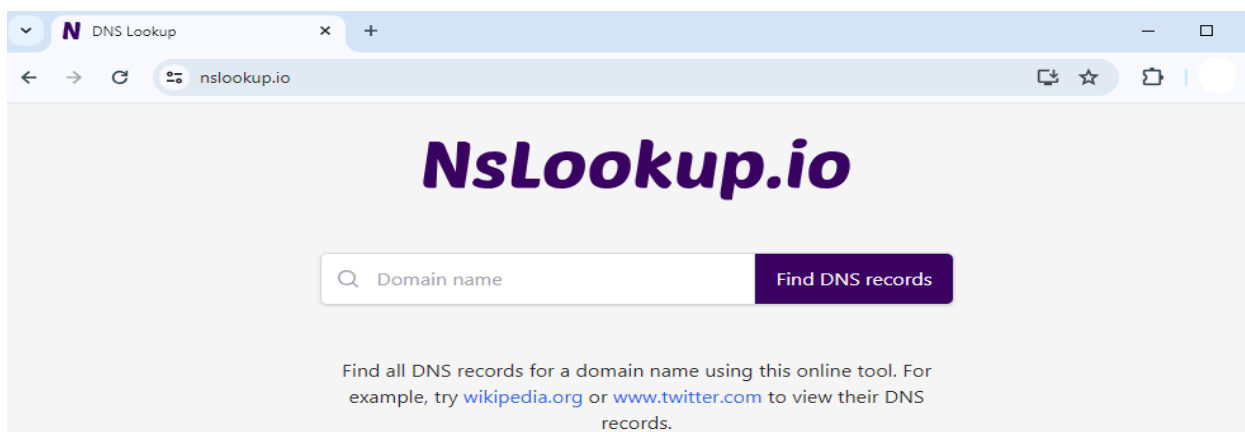 N DNS Lookup
nslookup.io
NsLookup.io
Domain name
Find DNS records
Find all DNS records for a domain name using this online tool. For
example, try wikipedia.org or www.twitter.com to view their DNS
records.